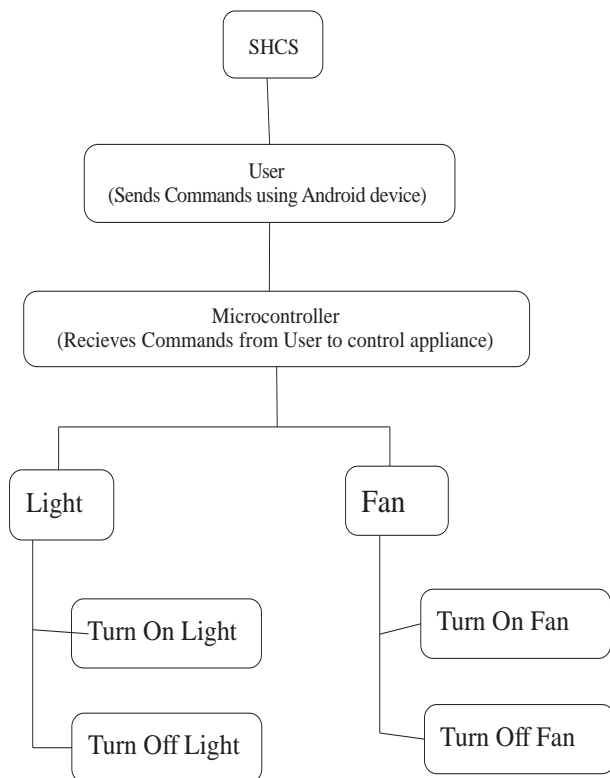 SHCS
User
(Sends Commands using Android device)
Microcontroller
(Recieves Commands from User to control appliance)
Light
Fan
Turn On Light
Turn On Fan
Turn Off Light
Turn Off Fan